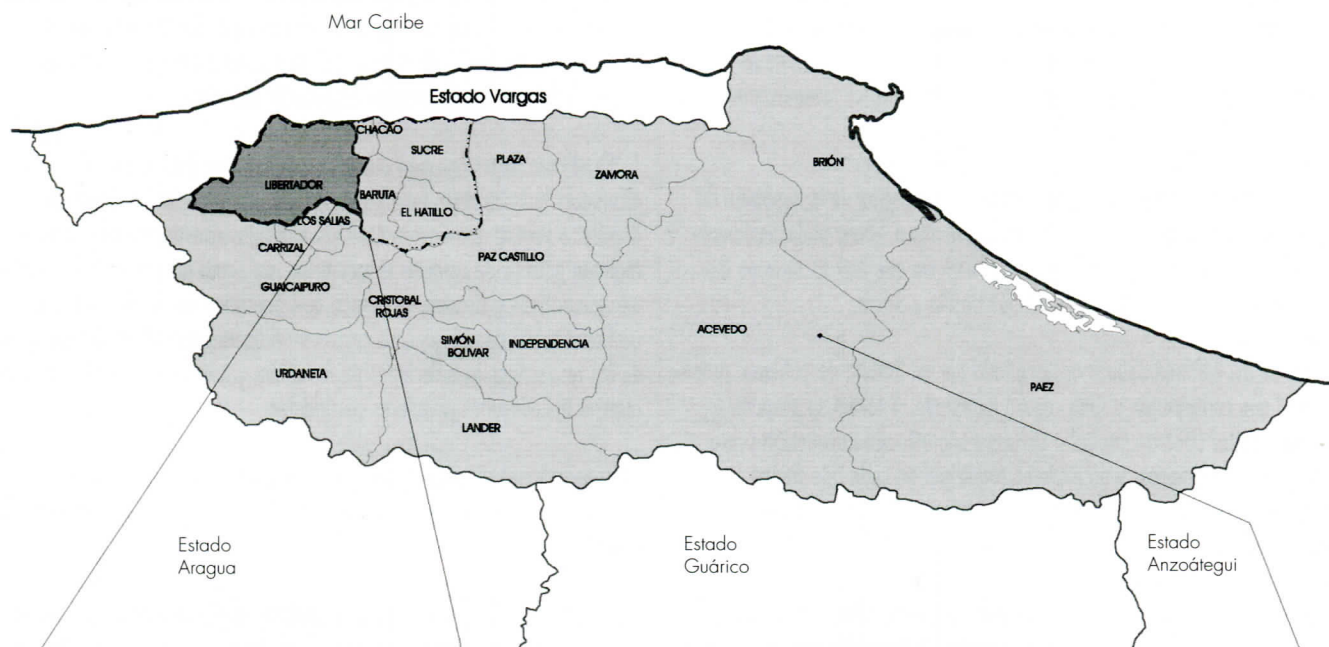 Mar Caribe
Estado Vargas
CHACAO
SUCRE
PLAZA
ZAMORA
BRIÓN
LIBERTADOR
BARUTA
EL HATILLO
LOS SALIAS
CARRIZAL
PAZ CASTILLO
GUAICAIPURO
CRISTOBAL
ROJAS
SIMÓN
BOLIVAR
INDEPENDENCIA
ACEVEDO
URDANETA
PAEZ
LANDER
Estado
Aragua
Estado
Guárico
Estado
Anzoátegui